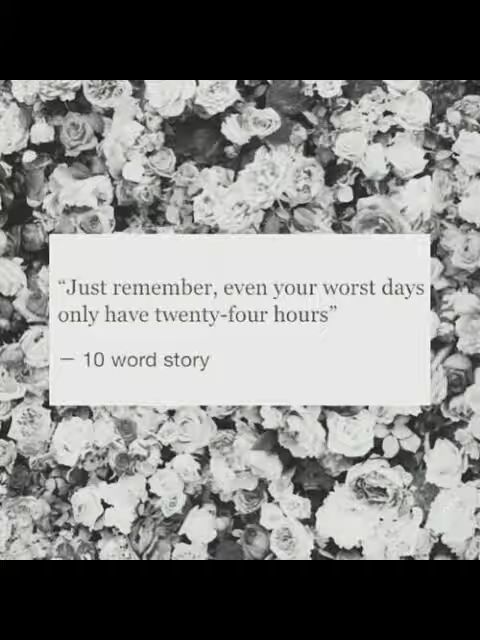 “Just remember, even your worst days
only have twenty-four hours”
— 10 word story